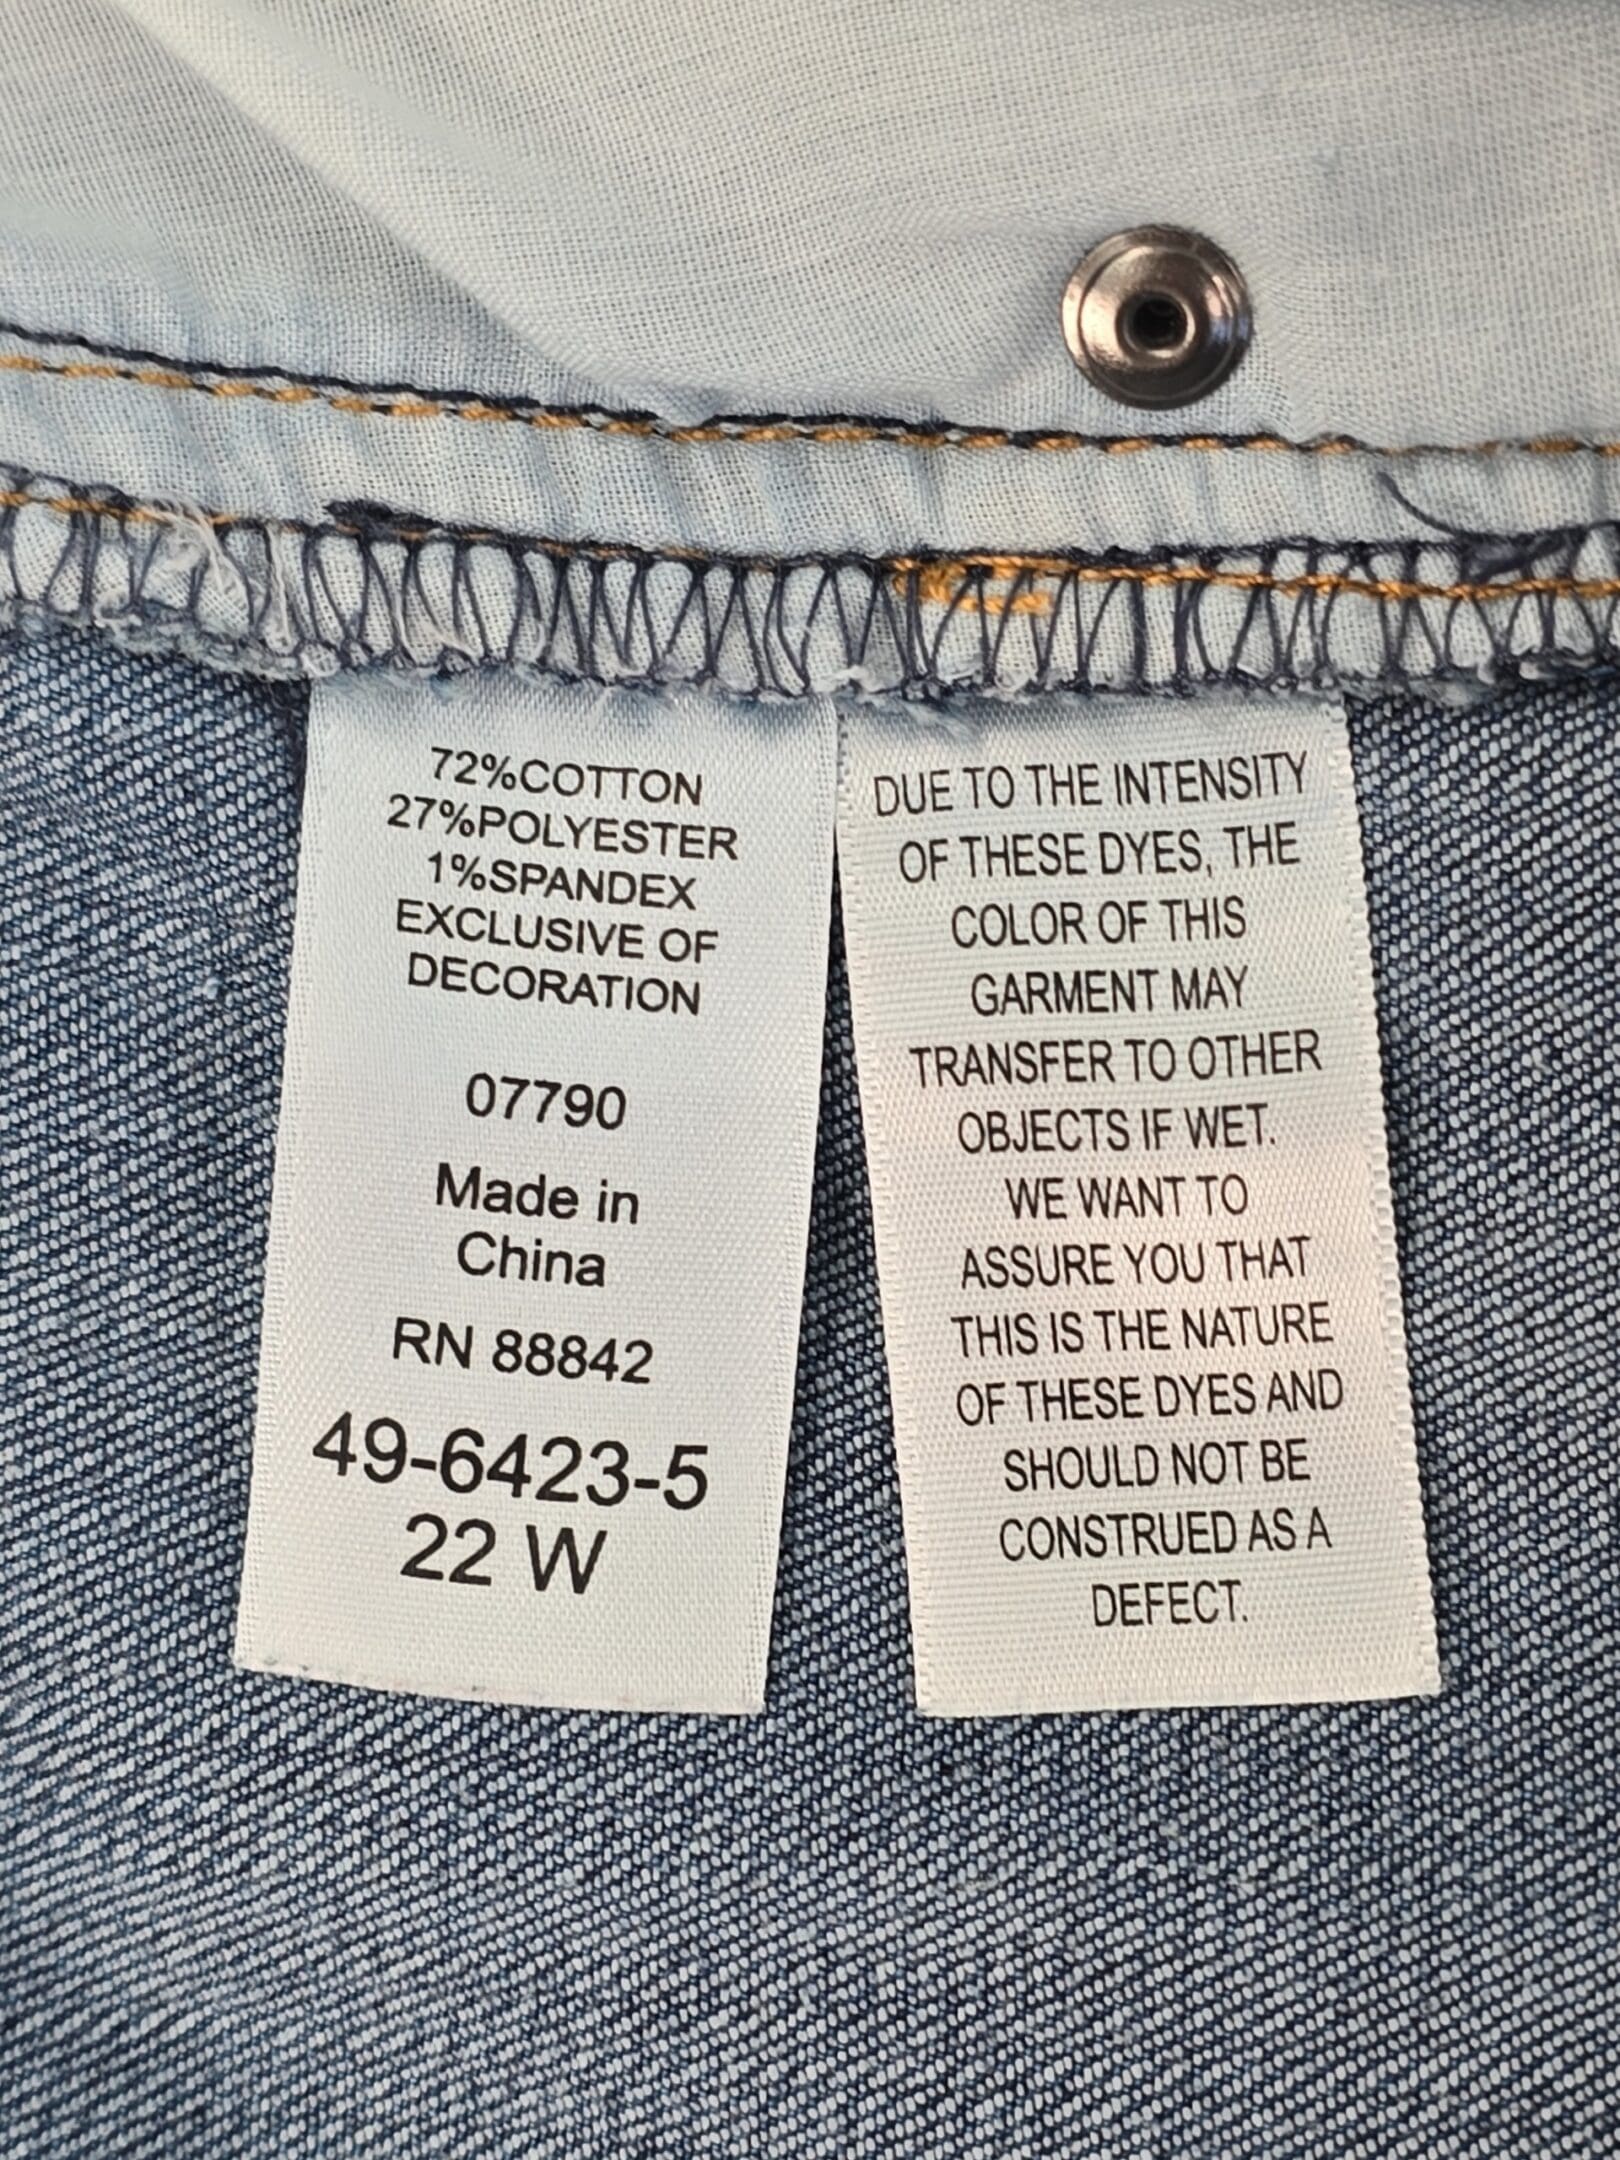 72%COTTON
27%POLYESTER
1%SPANDEX
EXCLUSIVE OF
DECORATION
07790
Made in
China
RN 88842
49-6423-5
22 W
DUE TO THE INTENSITY
OF THESE DYES, THE
COLOR OF THIS
GARMENT MAY
TRANSFER TO OTHER
OBJECTS IF WET.
WE WANT TO
ASSURE YOU THAT
THIS IS THE NATURE
OF THESE DYES AND
SHOULD NOT BE
CONSTRUED AS A
DEFECT.